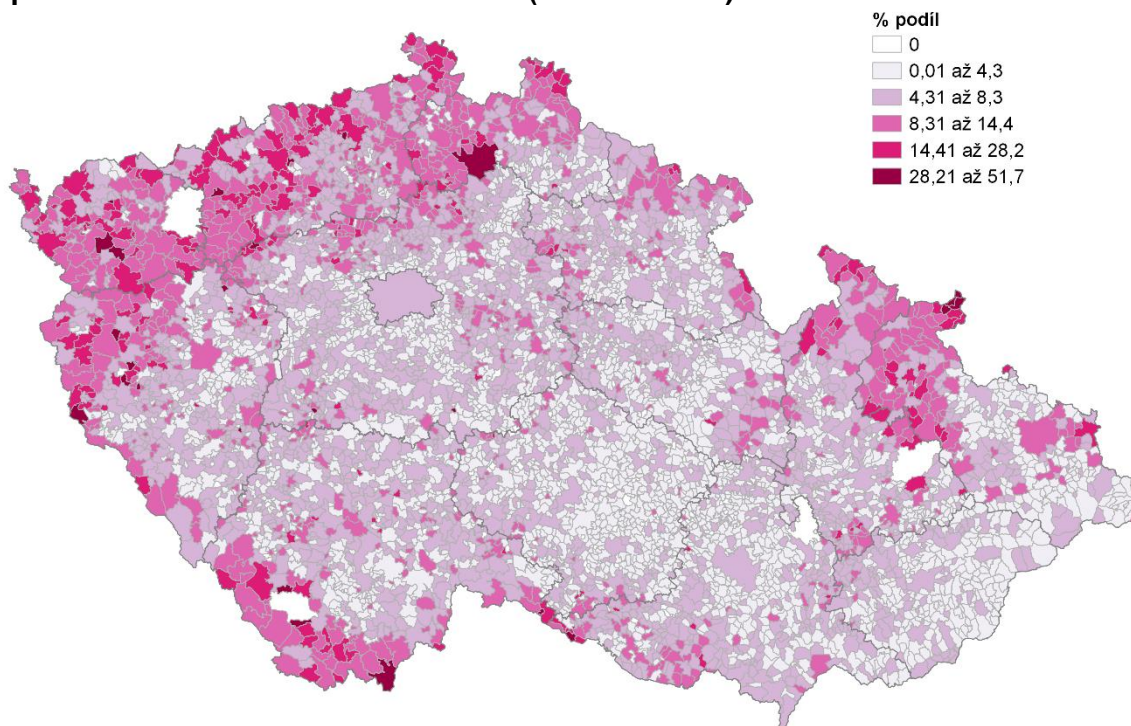 % podíl
0
0,01 až 4,3
4,31 až 8,3
8,31 až 14,4
14,41 až 28,2
28,21 až 51,7